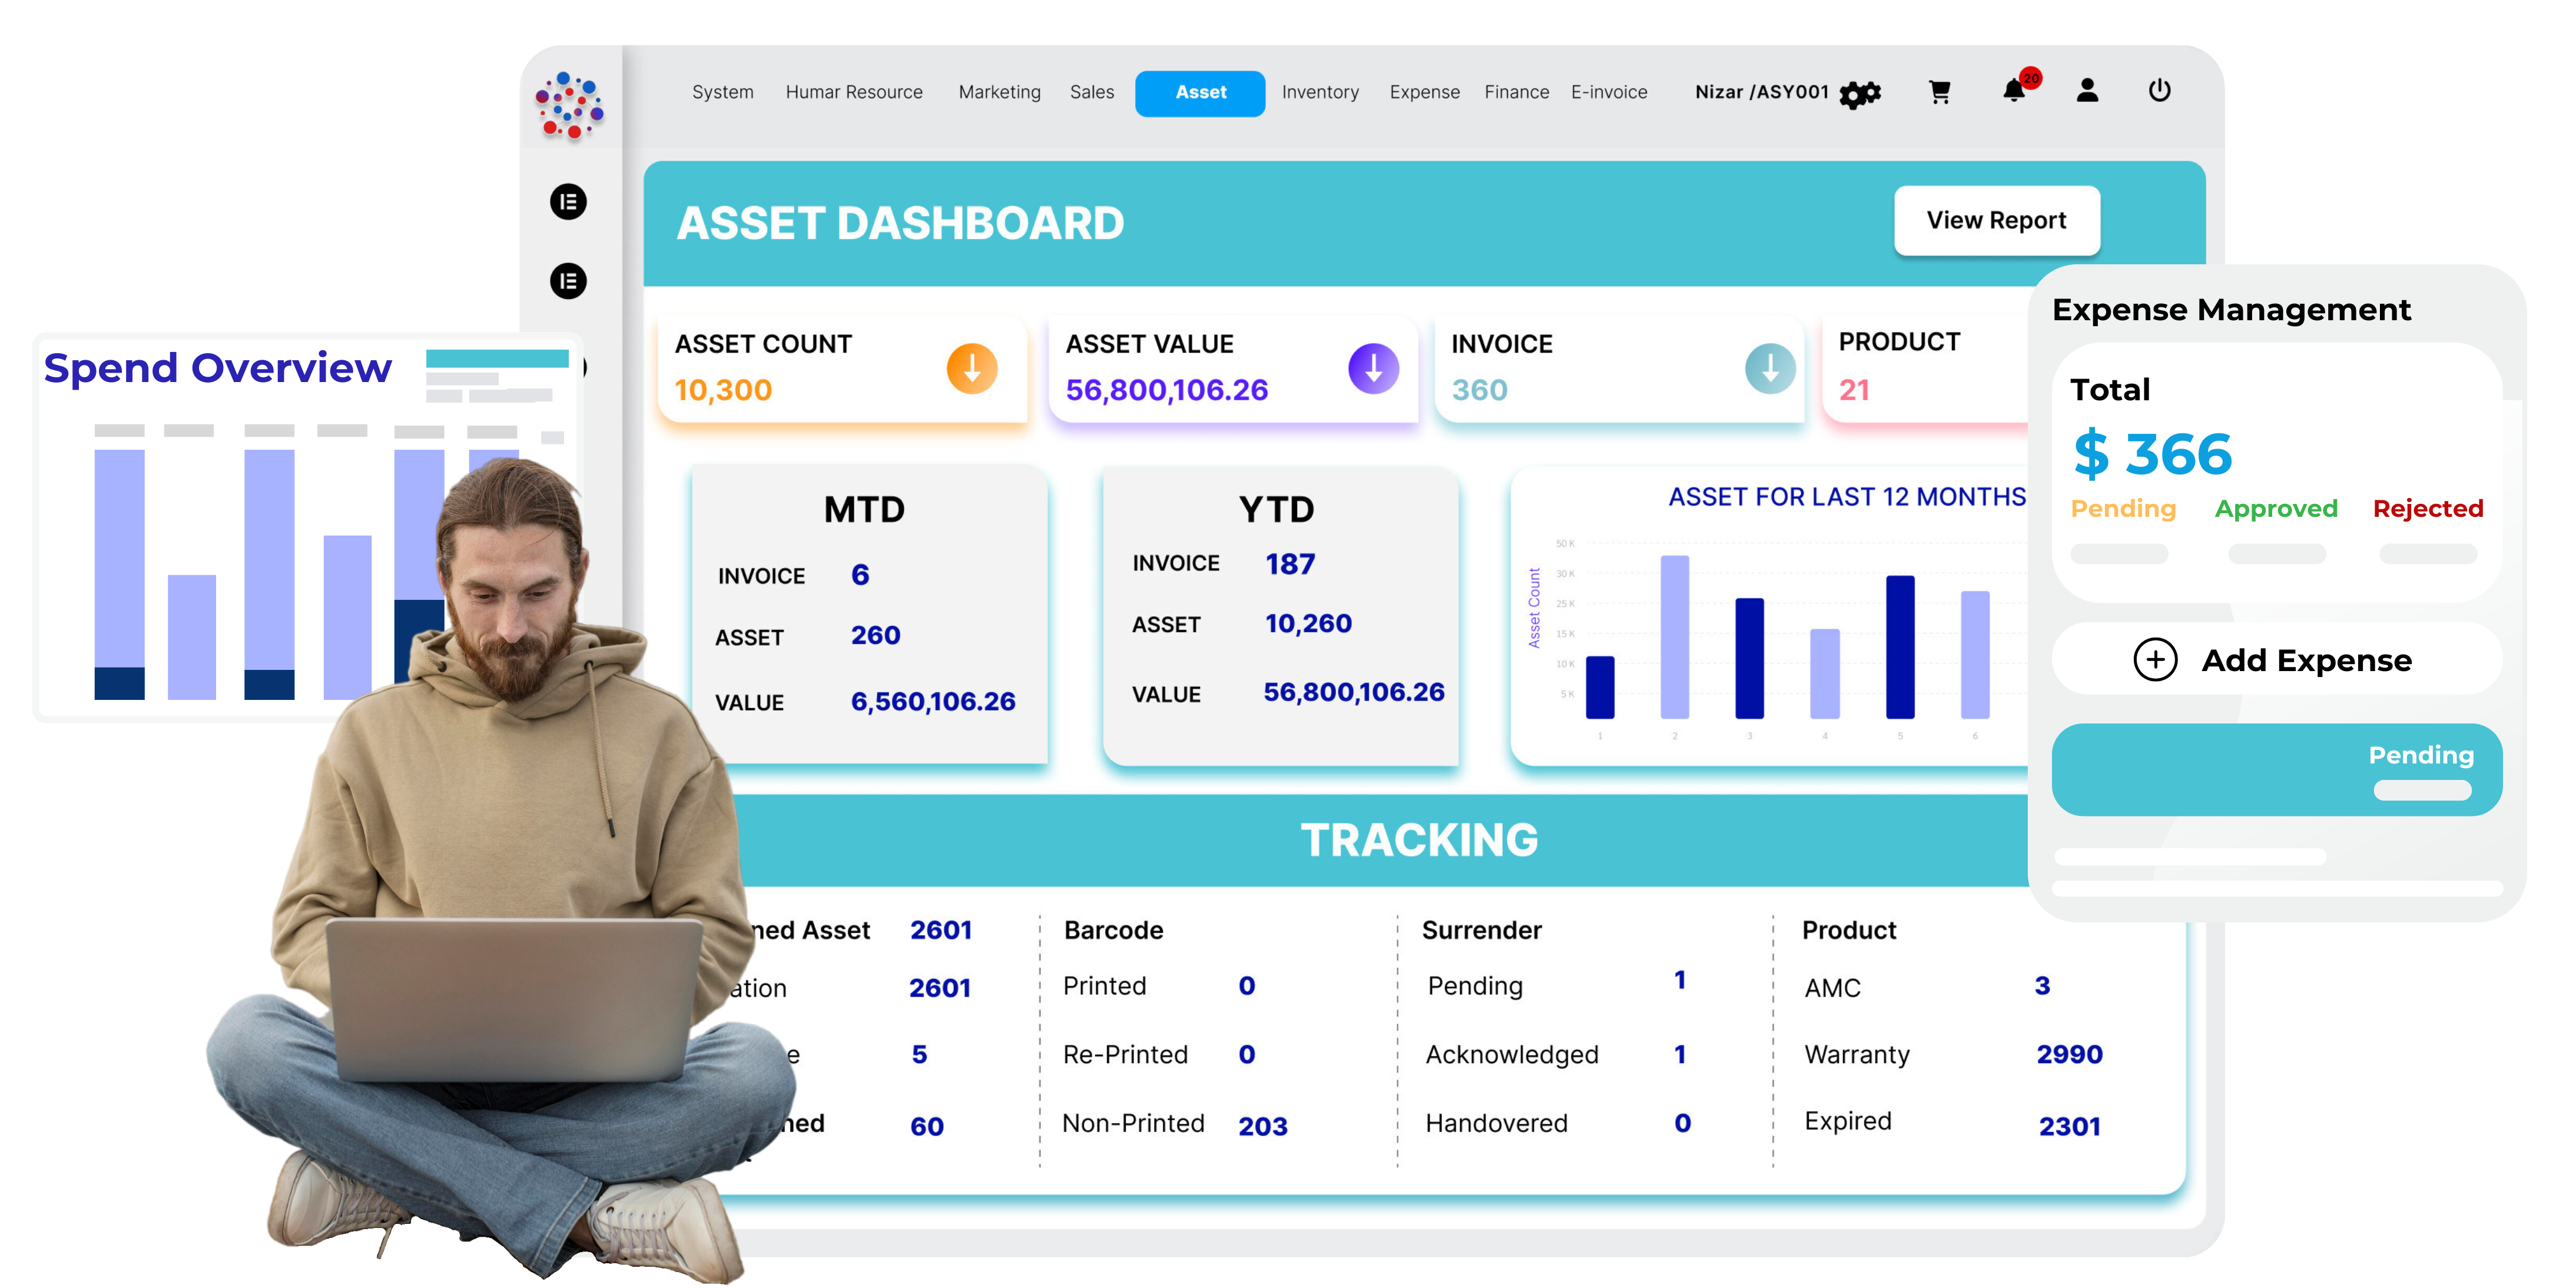 System Humar Resource Marketing Sales Asset Inventory Expense Finance E-invoice Nizar /ASY001 20
ASSET DASHBOARD
View Report
Spend Overview
ASSET COUNT
10,300
ASSET VALUE
56,800,106.26
INVOICE
360
PRODUCT
21
Expense Management
Total
$ 366
Pending Approved Rejected
Add Expense
Pending
MTD
INVOICE 6
ASSET 260
VALUE 6,560,106.26
YTD
INVOICE 187
ASSET 10,260
VALUE 56,800,106.26
ASSET FOR LAST 12 MONTHS
Asset Count
50 K
30 K
25 K
15 K
10 K
5 K
1 2 3 4 5 6
TRACKING
ned Asset 2601
ation 2601
e 5
ned 60
Barcode
Printed 0
Re-Printed 0
Non-Printed 203
Surrender
Pending 1
Acknowledged 1
Handovered 0
Product
AMC 3
Warranty 2990
Expired 2301